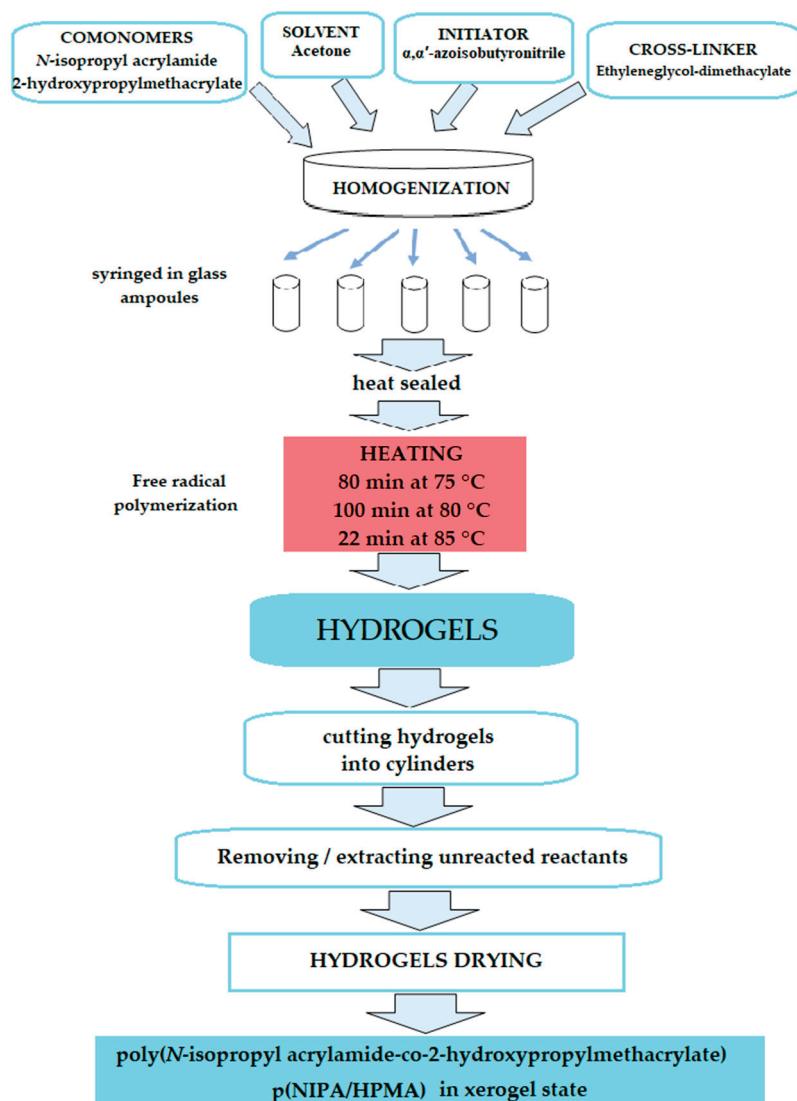 COMONOMERS
N-isopropyl acrylamide
2-hydroxypropylmethacrylate
SOLVENT
Acetone
INITIATOR
α,α′-azoisobutyronitrile
CROSS-LINKER
Ethyleneglycol-dimethacylate
HOMOGENIZATION
syringed in glass
ampoules
heat sealed
Free radical
polymerization
HEATING
80 min at 75 °C
100 min at 80 °C
22 min at 85 °C
HYDROGELS
cutting hydrogels
into cylinders
Removing / extracting unreacted reactants
HYDROGELS DRYING
poly(N-isopropyl acrylamide-co-2-hydroxypropylmethacrylate)
p(NIPA/HPMA) in xerogel state